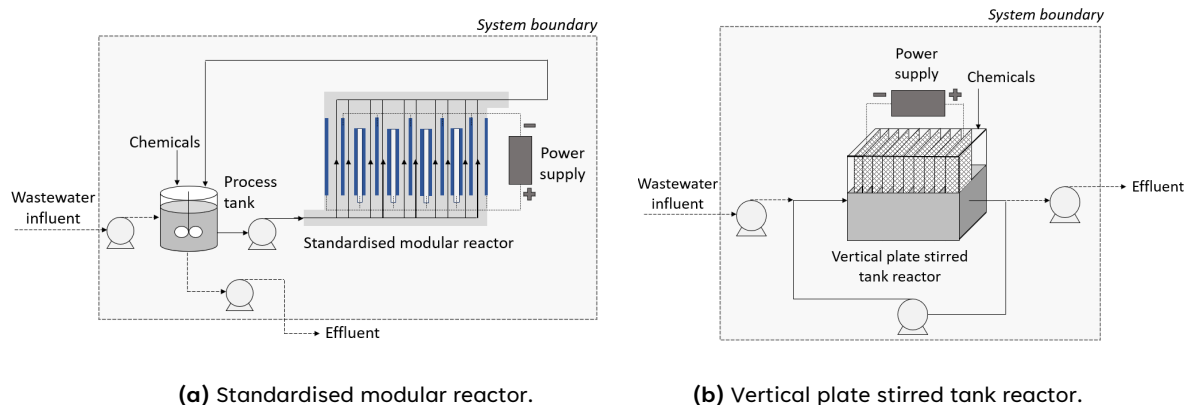 System boundary
Chemicals
Process
tank
Wastewater
influent
Power
supply
Standardised modular reactor
Effluent
(a) Standardised modular reactor.
System boundary
Power
supply
Chemicals
Wastewater
influent
Effluent
Vertical plate stirred
tank reactor
(b) Vertical plate stirred tank reactor.